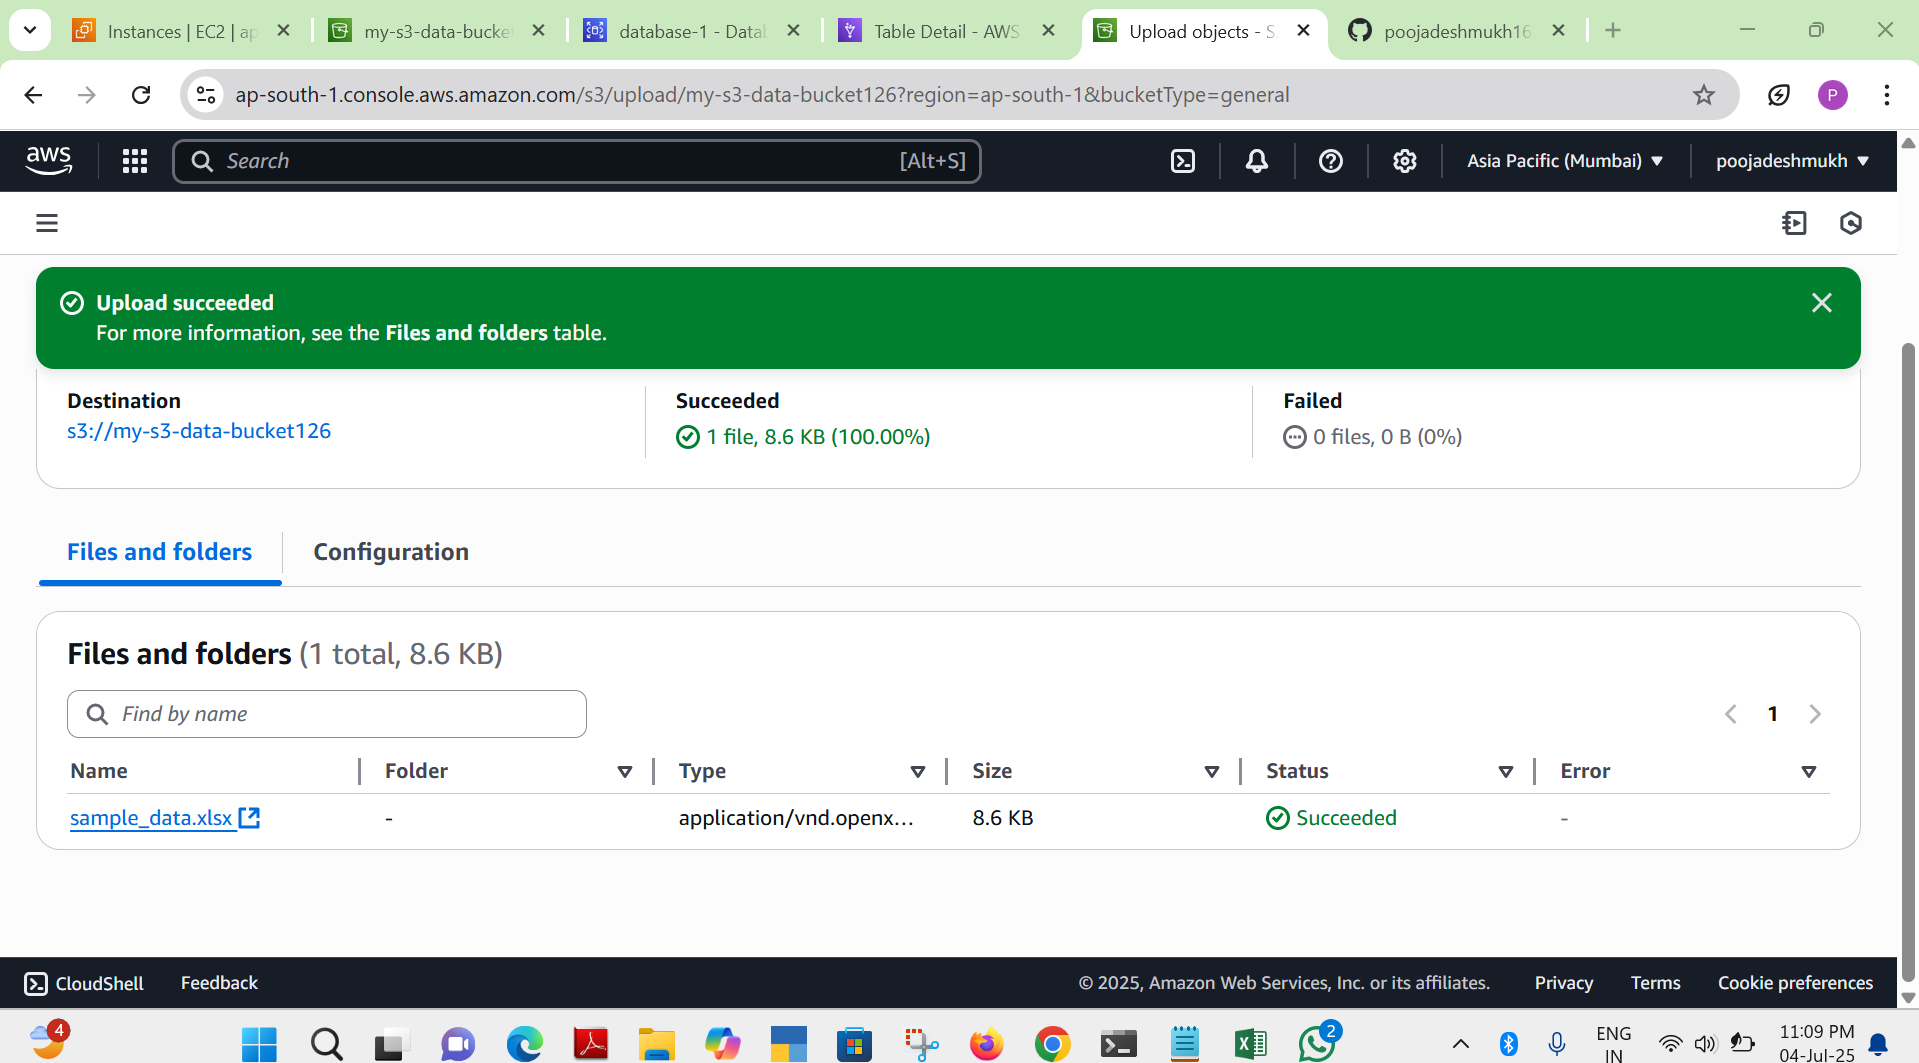 Instances | EC2 | ap
my-s3-data-bucket
database-1 - Datab
Table Detail - AWS
Upload objects - S
poojadeshmukh16
ap-south-1.console.aws.amazon.com/s3/upload/my-s3-data-bucket126?region=ap-south-1&bucketType=general
P
aws
Search
[Alt+S]
Asia Pacific (Mumbai)
poojadeshmukh
Upload succeeded
For more information, see the Files and folders table.
Destination
s3://my-s3-data-bucket126
Succeeded
1 file, 8.6 KB (100.00%)
Failed
0 files, 0 B (0%)
Files and folders
Configuration
Files and folders (1 total, 8.6 KB)
Find by name
1
Name Folder Type Size Status Error
sample_data.xlsx - application/vnd.openx... 8.6 KB Succeeded -
CloudShell
Feedback
© 2025, Amazon Web Services, Inc. or its affiliates.
Privacy
Terms
Cookie preferences
4
2
ENG
IN
11:09 PM
04-Jul-25